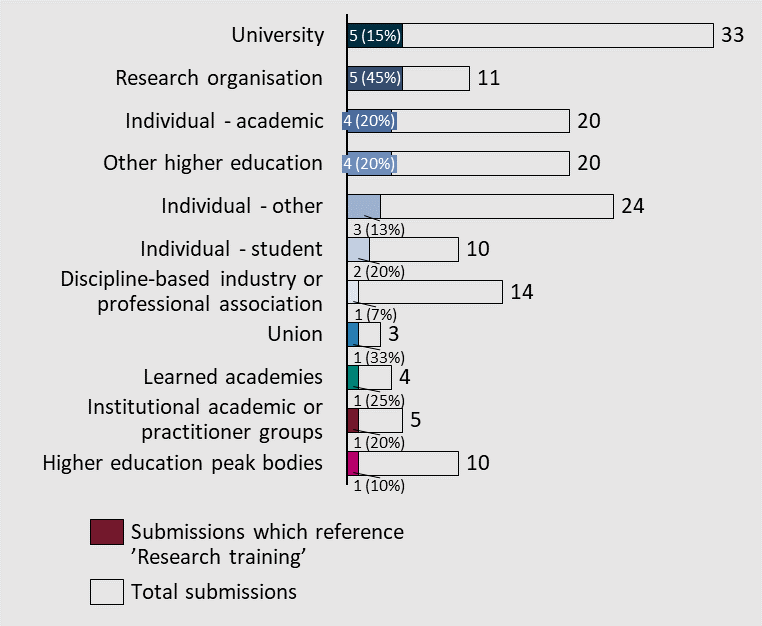 University 5 (15%) 33
Research organisation 5 (45%) 11
Individual - academic 4 (20%) 20
Other higher education 4 (20%) 20
Individual - other 24
3 (13%)
Individual - student 10
2 (20%)
Discipline-based industry or
professional association 14
1 (7%)
Union 3
1 (33%)
Learned academies 4
1 (25%)
Institutional academic or
practitioner groups 5
1 (20%)
Higher education peak bodies 10
1 (10%)
Submissions which reference
’Research training’
Total submissions